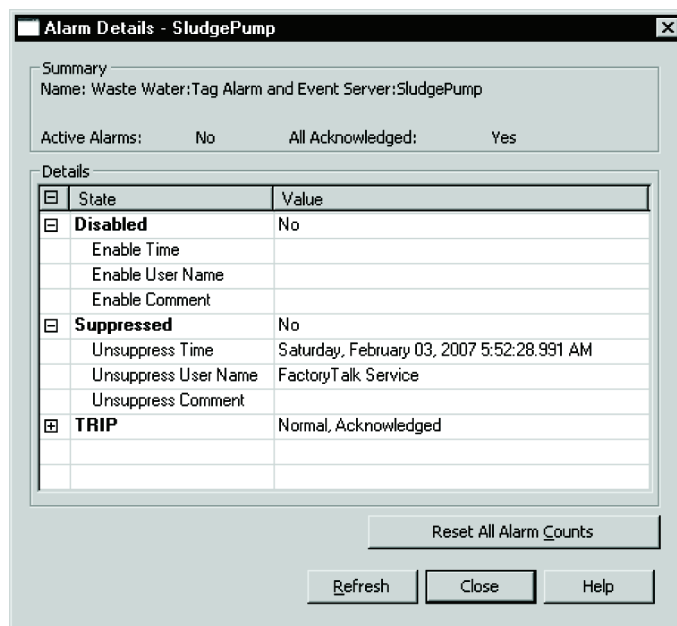 Alarm Details - SludgePump
Summary
Name: Waste Water:Tag Alarm and Event Server:SludgePump
Active Alarms: No All Acknowledged: Yes
Details
State Value
Disabled No
Enable Time
Enable User Name
Enable Comment
Suppressed No
Unsuppress Time Saturday, February 03, 2007 5:52:28.991 AM
Unsuppress User Name FactoryTalk Service
Unsuppress Comment
TRIP Normal, Acknowledged
Reset All Alarm Counts
Refresh Close Help